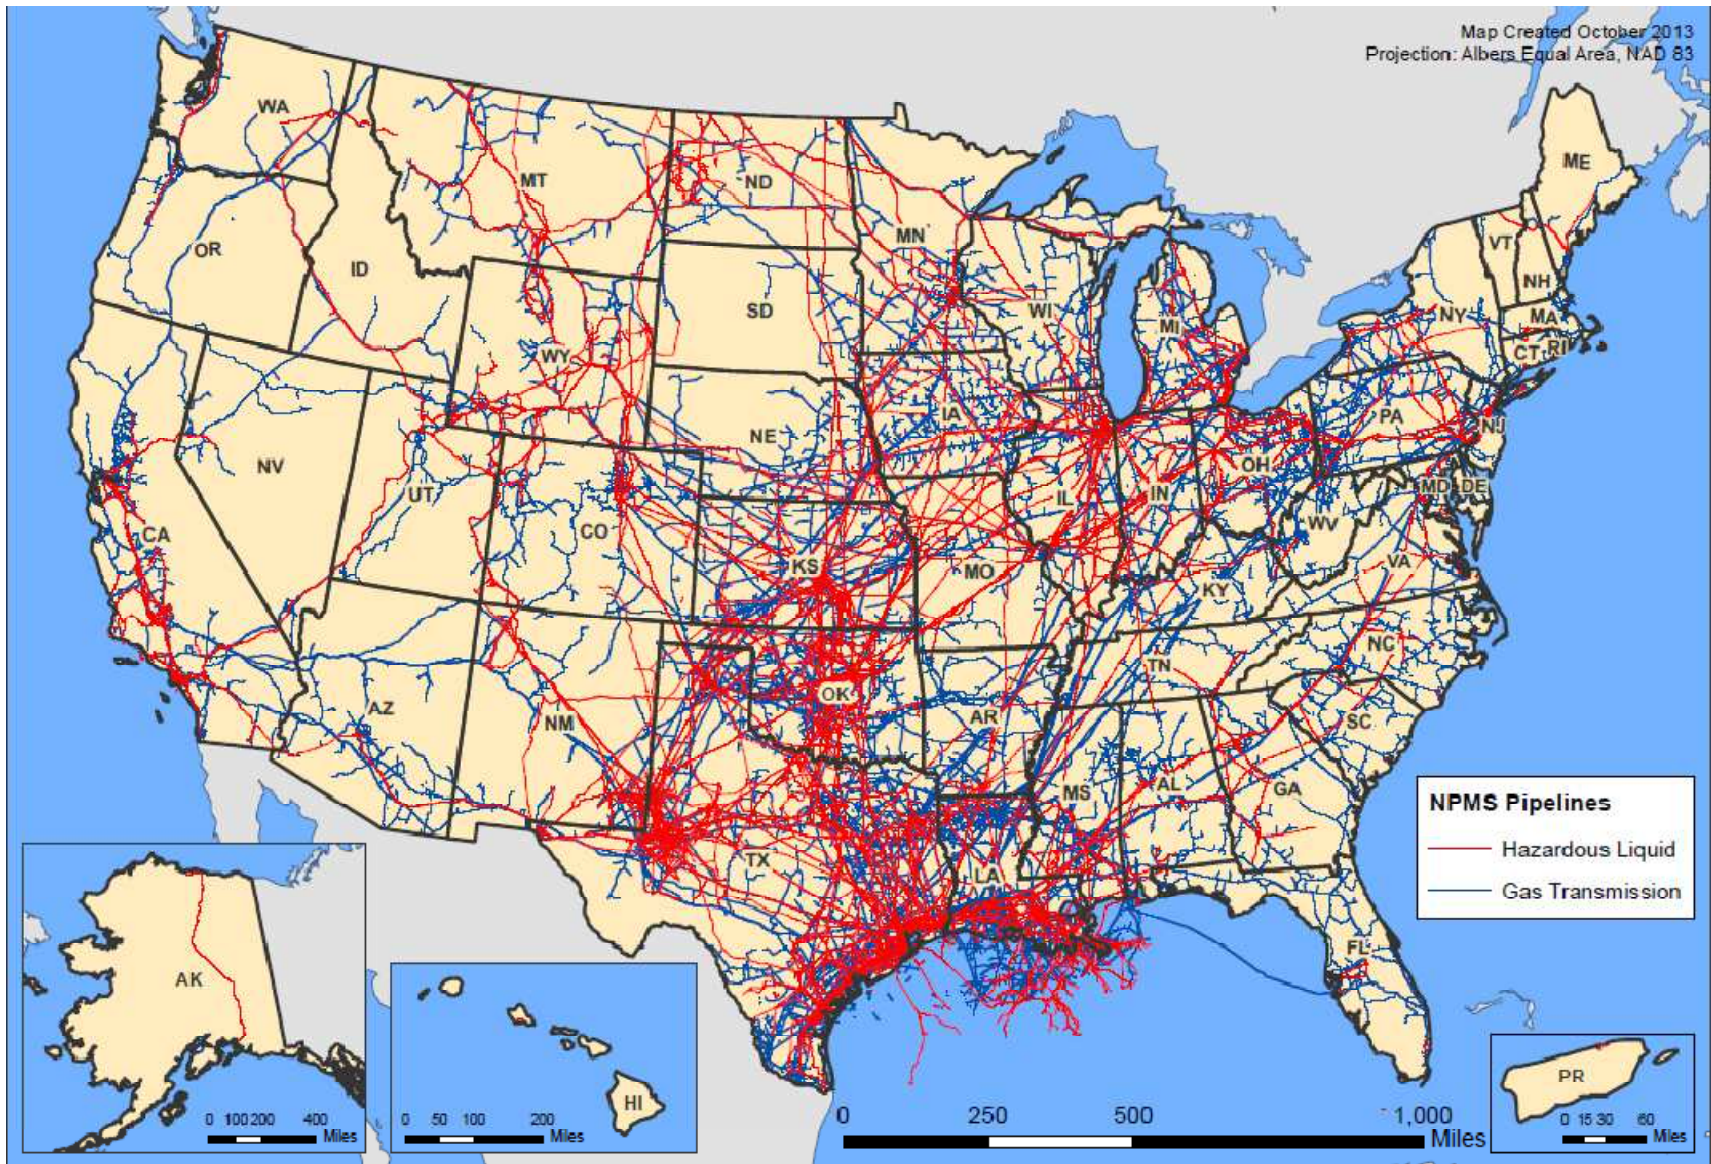 Map Created October 2013
Projection: Albers Equal Area, NAD 83
WA
MT
ND
ME
OR
ID
MN
VT
NH
SD
WI
MI
NY
MA
WY
CT RI
IA
PA
NJ
NE
NV
UT
IL
IN
OH
MD DE
CO
CA
KS
MO
WV
VA
KY
NC
TN
OK
AZ
NM
AR
SC
MS
AL
GA
TX
LA
FL
NPMS Pipelines
Hazardous Liquid
Gas Transmission
AK
0 100 200 400
Miles
HI
0 50 100 200
Miles
0 250 500 1,000
Miles
PR
0 15 30 60
Miles